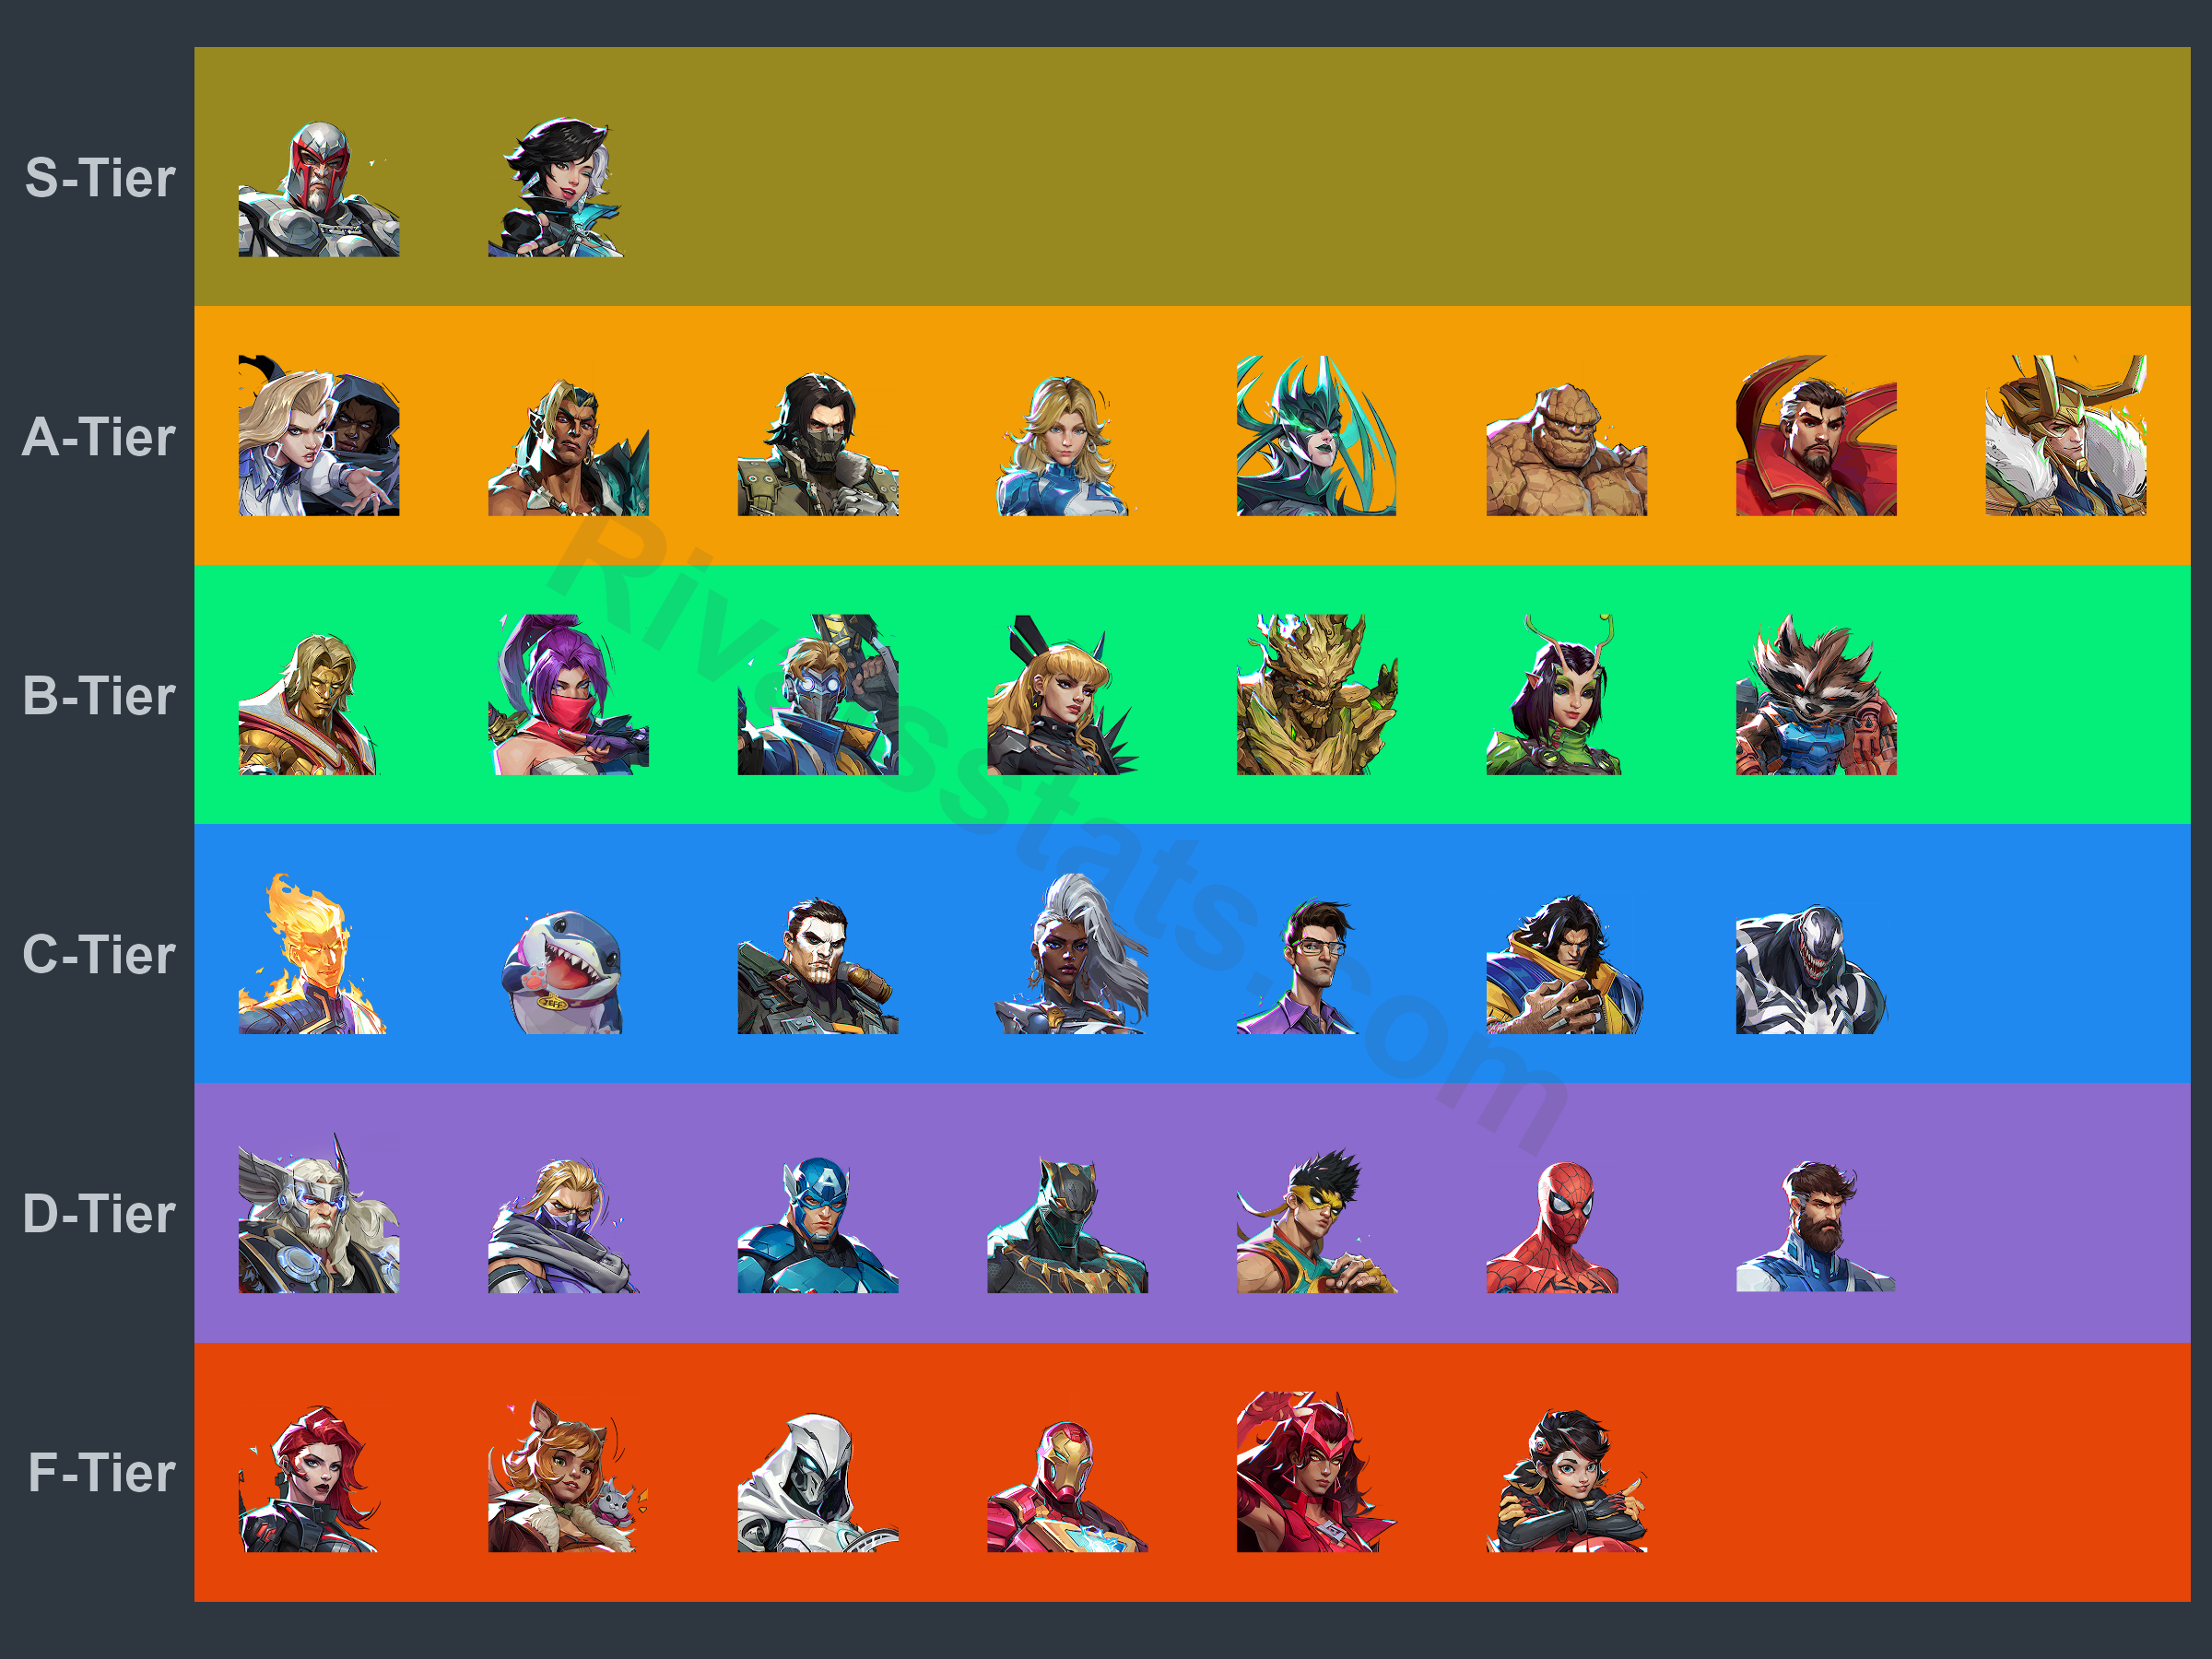 S-Tier
A-Tier
Rivalsstats.com
B-Tier
C-Tier
JEFF
D-Tier
A
F-Tier